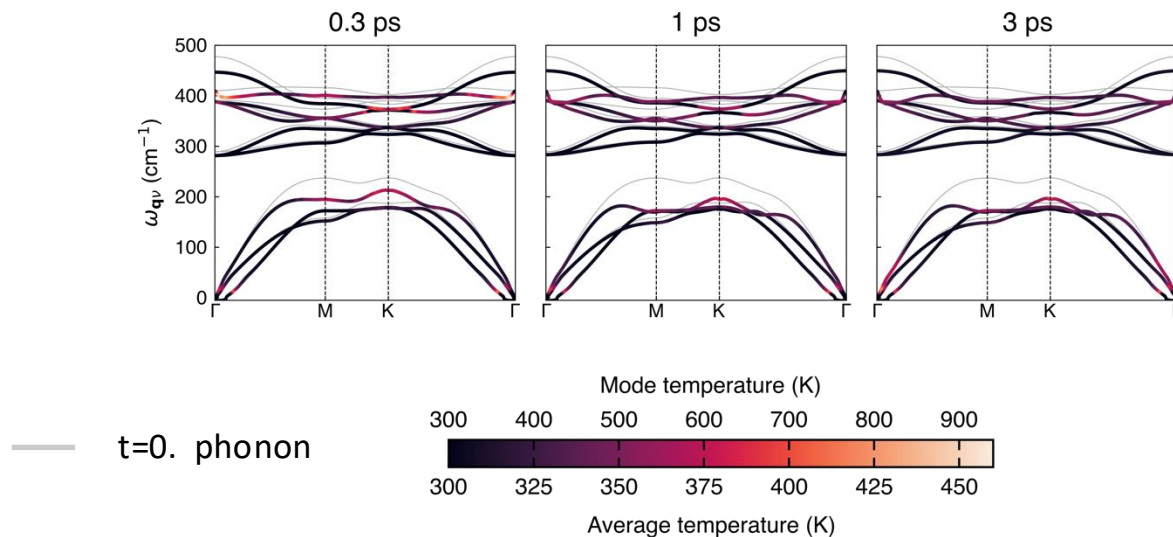 0.3 ps 1 ps 3 ps
500
400
300
200
100
0
ω𝐪ν (cm⁻¹)
Γ M K Γ Γ M K Γ Γ M K Γ
Mode temperature (K)
300 400 500 600 700 800 900
t=0. phonon
300 325 350 375 400 425 450
Average temperature (K)